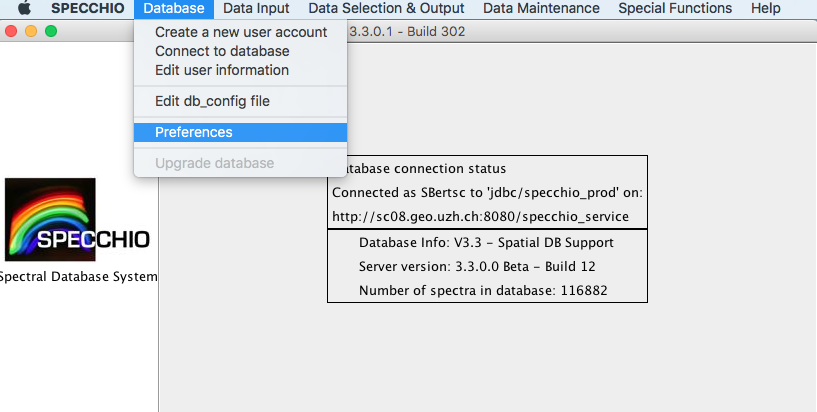 SPECCHIO Database Data Input Data Selection & Output Data Maintenance Special Functions Help
3.3.0.1 - Build 302
Create a new user account
Connect to database
Edit user information
Edit db_config file
Preferences
Upgrade database
atabase connection status
Connected as SBertsc to 'jdbc/specchio_prod' on:
http://sc08.geo.uzh.ch:8080/specchio_service
Database Info: V3.3 - Spatial DB Support
Server version: 3.3.0.0 Beta - Build 12
Number of spectra in database: 116882
SPECCHIO
Spectral Database System